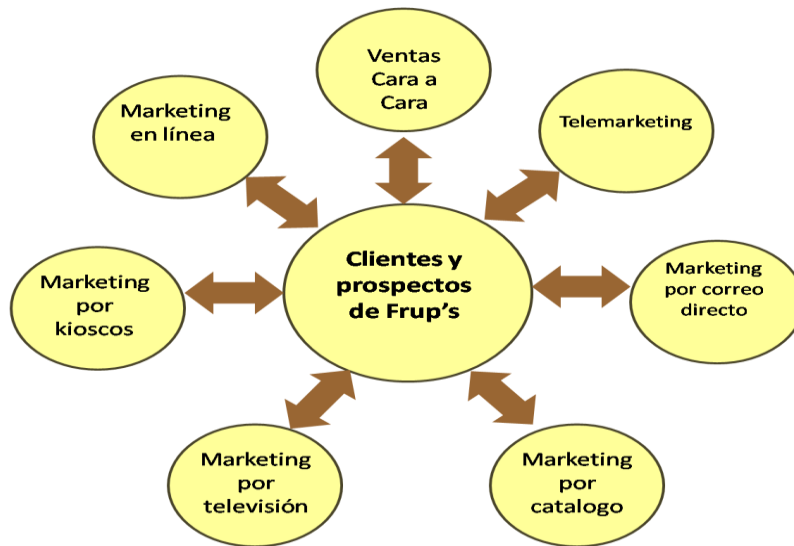 Ventas
Cara a
Cara
Marketing
en línea
Telemarketing
Clientes y
prospectos
de Frup's
Marketing
por
kioscos
Marketing
por correo
directo
Marketing
por
televisión
Marketing
por
catalogo